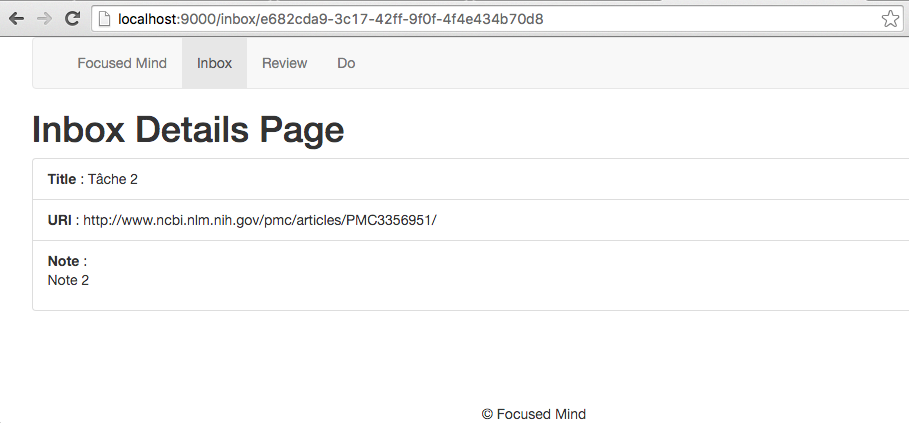 localhost:9000/inbox/e682cda9-3c17-42ff-9f0f-4f4e434b70d8
Focused Mind Inbox Review Do
Inbox Details Page
Title : Tâche 2
URI : http://www.ncbi.nlm.nih.gov/pmc/articles/PMC3356951/
Note :
Note 2
© Focused Mind